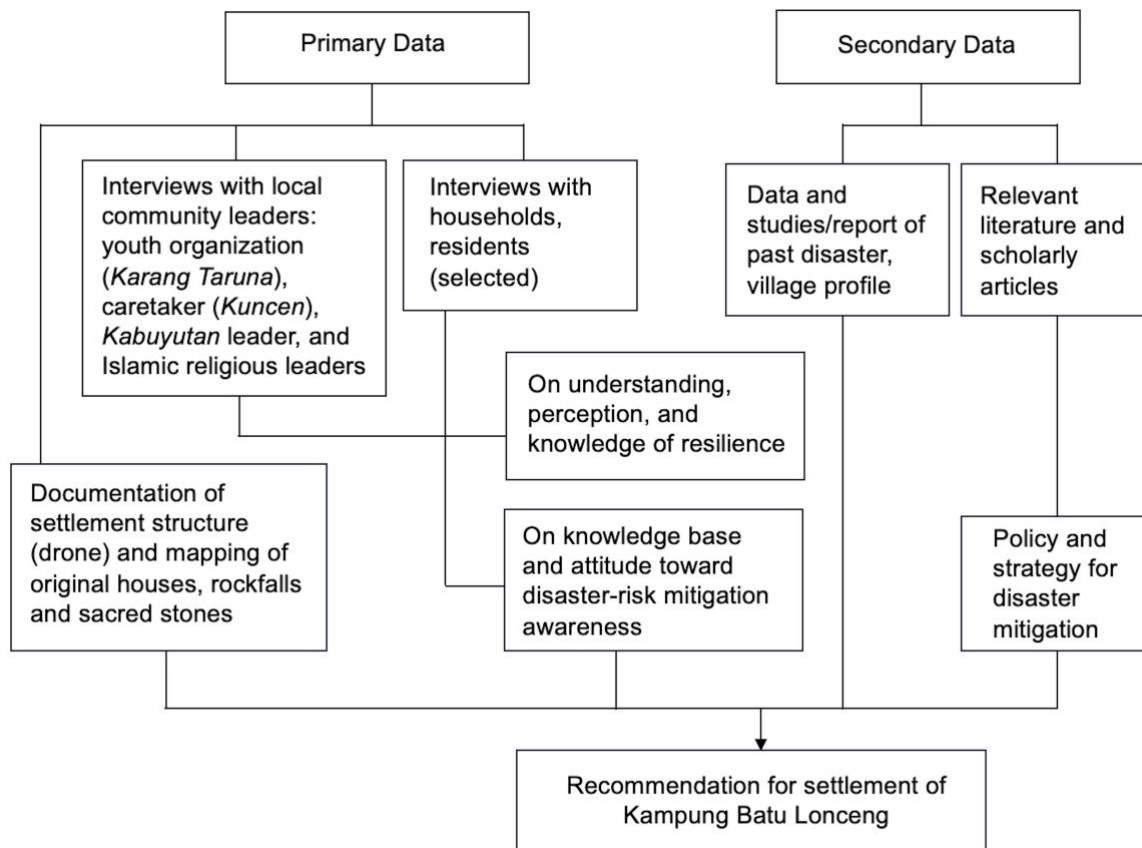 Primary Data
Secondary Data
Interviews with local
community leaders:
youth organization
(Karang Taruna),
caretaker (Kuncen),
Kabuyutan leader, and
Islamic religious leaders
Interviews with
households,
residents
(selected)
Data and
studies/report of
past disaster,
village profile
Relevant
literature and
scholarly
articles
On understanding,
perception, and
knowledge of resilience
Documentation of
settlement structure
(drone) and mapping of
original houses, rockfalls
and sacred stones
On knowledge base
and attitude toward
disaster-risk mitigation
awareness
Policy and
strategy for
disaster
mitigation
Recommendation for settlement of
Kampung Batu Lonceng